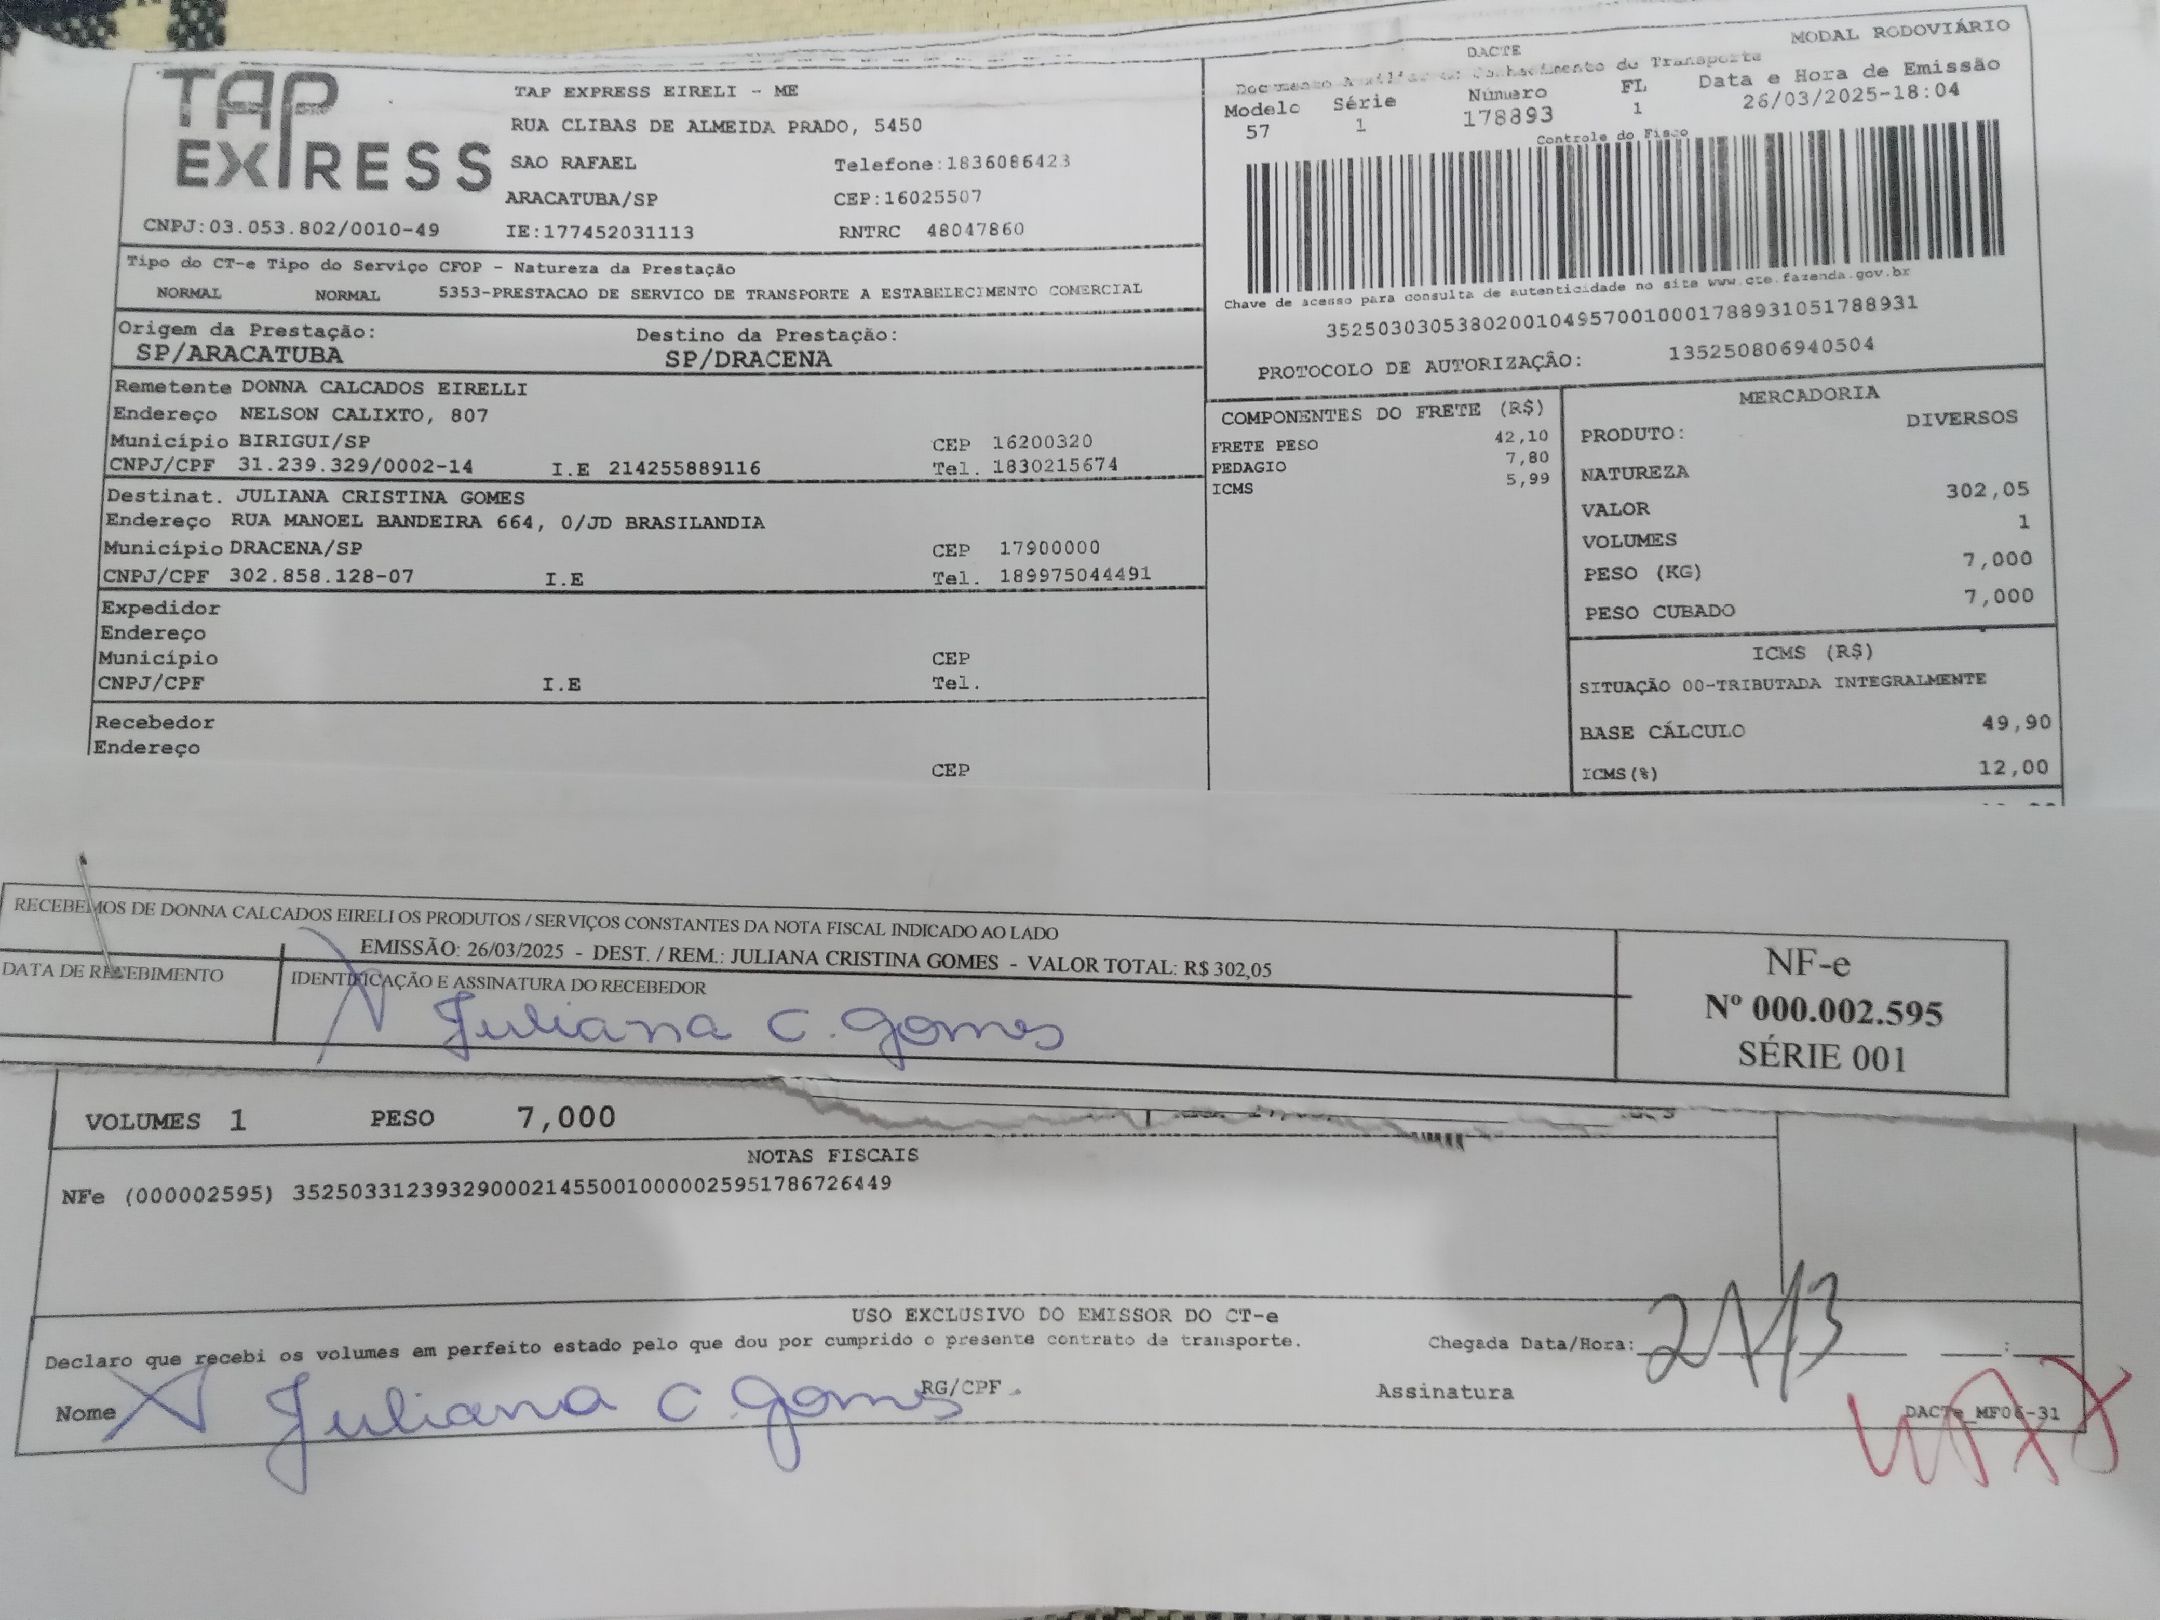 TAP EXPRESS
TAP EXPRESS EIRELI - ME
RUA CLIBAS DE ALMEIDA PRADO, 5450
SAO RAFAEL Telefone:1836086423
ARACATUBA/SP CEP:16025507
CNPJ:03.053.802/0010-49 IE:177452031113 RNTRC 48047860
DACTE MODAL RODOVIÁRIO
Documento Auxiliar do Conhecimento de Transporte
Modelo Série Número FL Data e Hora de Emissão
57 1 178893 1 26/03/2025-18:04
Controle do Fisco
Chave de acesso para consulta de autenticidade no site www.cte.fazenda.gov.br
35250303053802001049570010001788931051788931
PROTOCOLO DE AUTORIZAÇÃO: 135250806940504
Tipo do CT-e Tipo do Serviço CFOP - Natureza da Prestação
NORMAL NORMAL 5353-PRESTACAO DE SERVICO DE TRANSPORTE A ESTABELECIMENTO COMERCIAL
Origem da Prestação: Destino da Prestação:
SP/ARACATUBA SP/DRACENA
Remetente DONNA CALCADOS EIRELLI
Endereço NELSON CALIXTO, 807
Município BIRIGUI/SP CEP 16200320
CNPJ/CPF 31.239.329/0002-14 I.E 214255889116 Tel. 1830215674
Destinat. JULIANA CRISTINA GOMES
Endereço RUA MANOEL BANDEIRA 664, 0/JD BRASILANDIA
Município DRACENA/SP CEP 17900000
CNPJ/CPF 302.858.128-07 I.E Tel. 189975044491
Expedidor
Endereço
Município CEP
CNPJ/CPF I.E Tel.
Recebedor
Endereço
CEP
COMPONENTES DO FRETE (R$)
FRETE PESO 42,10
PEDAGIO 7,80
ICMS 5,99
MERCADORIA
PRODUTO: DIVERSOS
NATUREZA
VALOR 302,05
VOLUMES 1
PESO (KG) 7,000
PESO CUBADO 7,000
ICMS (R$)
SITUAÇÃO 00-TRIBUTADA INTEGRALMENTE
BASE CÁLCULO 49,90
ICMS(%) 12,00
RECEBEMOS DE DONNA CALCADOS EIRELI OS PRODUTOS / SERVIÇOS CONSTANTES DA NOTA FISCAL INDICADO AO LADO
EMISSÃO: 26/03/2025 - DEST. / REM.: JULIANA CRISTINA GOMES - VALOR TOTAL: R$ 302,05
DATA DE RECEBIMENTO IDENTIFICAÇÃO E ASSINATURA DO RECEBEDOR
Juliana C. Gomes
NF-e
Nº 000.002.595
SÉRIE 001
VOLUMES 1 PESO 7,000
NOTAS FISCAIS
NFe (000002595) 35250331239329000214550010000025951786726449
USO EXCLUSIVO DO EMISSOR DO CT-e
Declaro que recebi os volumes em perfeito estado pelo que dou por cumprido o presente contrato de transporte. Chegada Data/Hora:
Nome Juliana C. Gomes RG/CPF Assinatura
DACTe_MF06-31